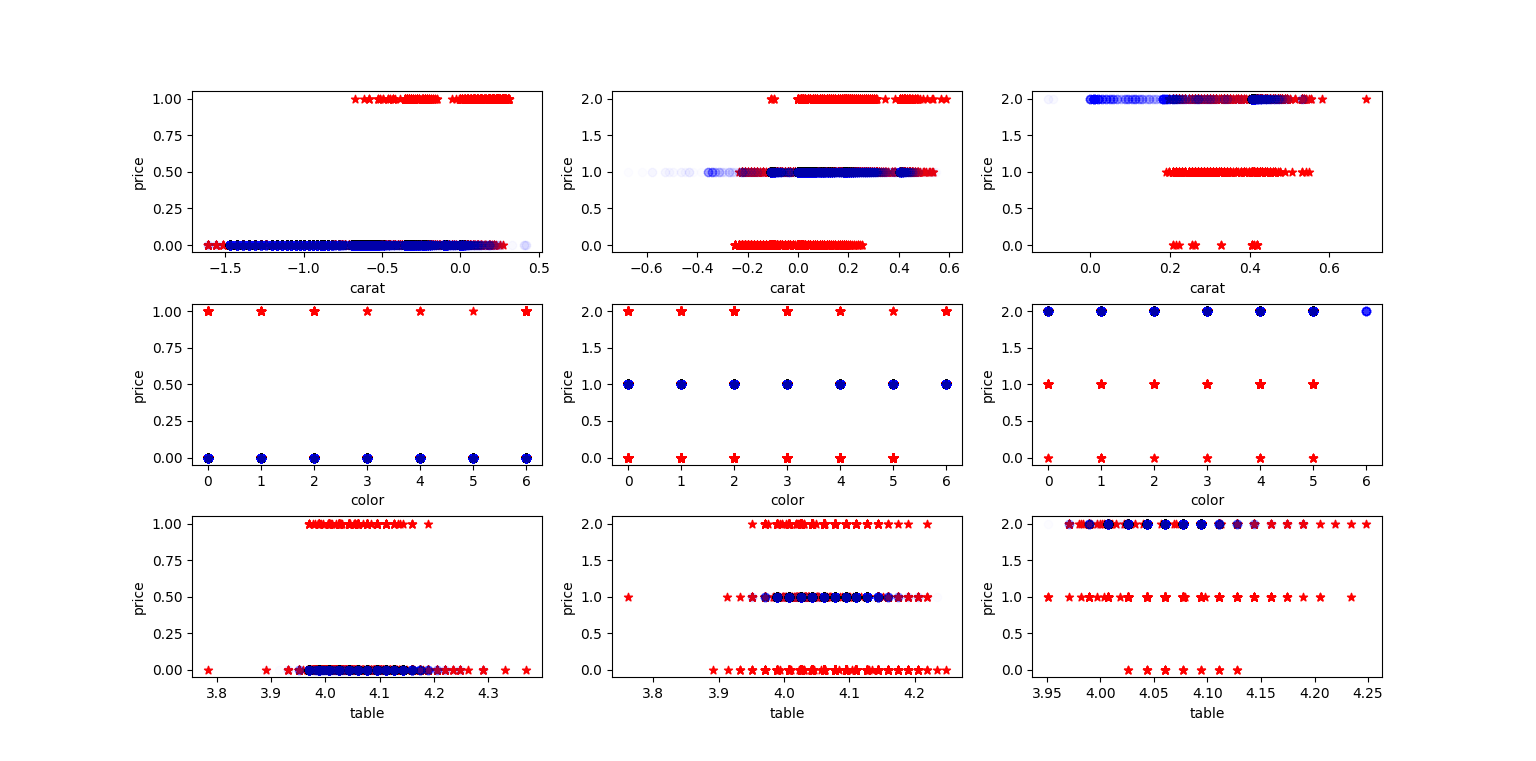 1.00 0.75 0.50 0.25 0.00
price
−1.5 −1.0 −0.5 0.0 0.5
carat
2.0 1.5 1.0 0.5 0.0
price
−0.6 −0.4 −0.2 0.0 0.2 0.4 0.6
carat
2.0 1.5 1.0 0.5 0.0
price
0.0 0.2 0.4 0.6
carat
1.00 0.75 0.50 0.25 0.00
price
0 1 2 3 4 5 6
color
2.0 1.5 1.0 0.5 0.0
price
0 1 2 3 4 5 6
color
2.0 1.5 1.0 0.5 0.0
price
0 1 2 3 4 5 6
color
1.00 0.75 0.50 0.25 0.00
price
3.8 3.9 4.0 4.1 4.2 4.3
table
2.0 1.5 1.0 0.5 0.0
price
3.8 3.9 4.0 4.1 4.2
table
2.0 1.5 1.0 0.5 0.0
price
3.95 4.00 4.05 4.10 4.15 4.20 4.25
table